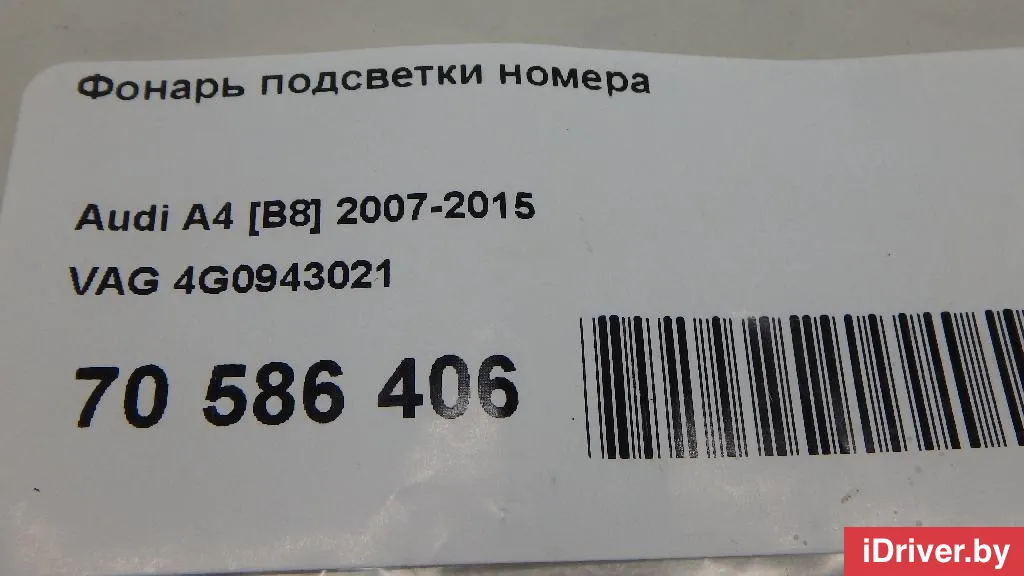 Фонарь подсветки номера
Audi A4 [B8] 2007-2015
VAG 4G0943021
70 586 406
iDriver.by